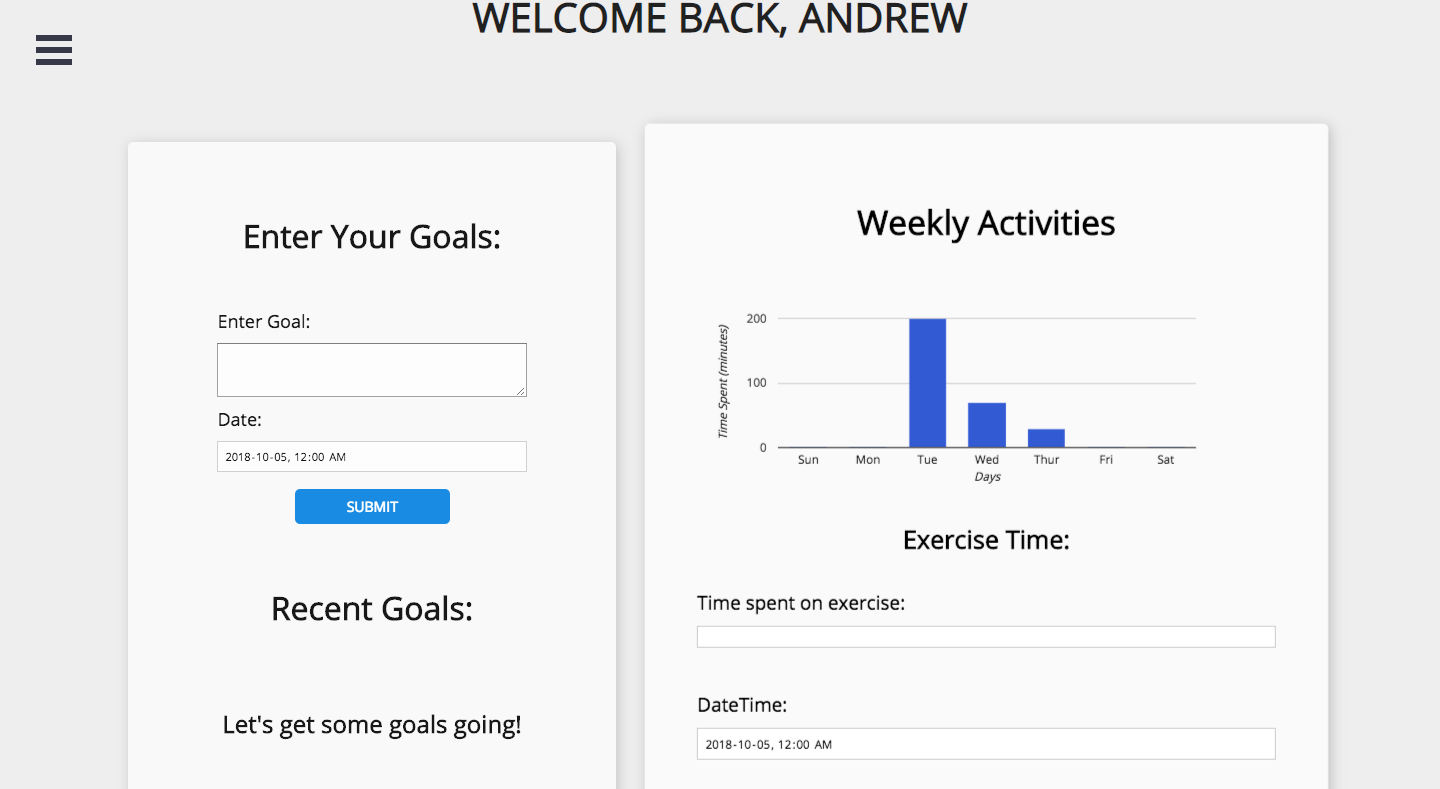 WELCOME BACK, ANDREW
Enter Your Goals:
Enter Goal:
Date:
2018-10-05, 12:00 AM
SUBMIT
Recent Goals:
Let's get some goals going!
Weekly Activities
Time Spent (minutes)
200
100
0
Sun Mon Tue Wed Thur Fri Sat
Days
Exercise Time:
Time spent on exercise:
DateTime:
2018-10-05, 12:00 AM